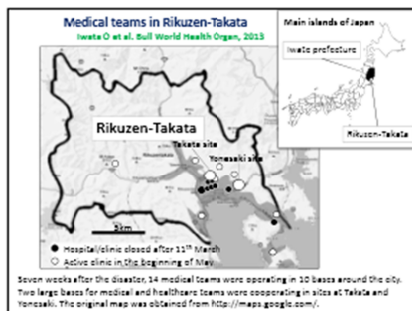 Medical teams in Rikuzen-Takata
Iwata O et al. Bull World Health Organ, 2013
Main islands of Japan
Iwate prefecture
Rikuzen-Takata
Rikuzen-Takata
Takata site
Yonesaki site
5km
Hospital/clinic closed after 11th March
Active clinic in the beginning of May
Seven weeks after the disaster, 14 medical teams were operating in 10 bases around the city.
Two large bases for medical and healthcare teams were cooperating in sites at Takata and
Yonesaki. The original map was obtained from http://maps.google.com/.